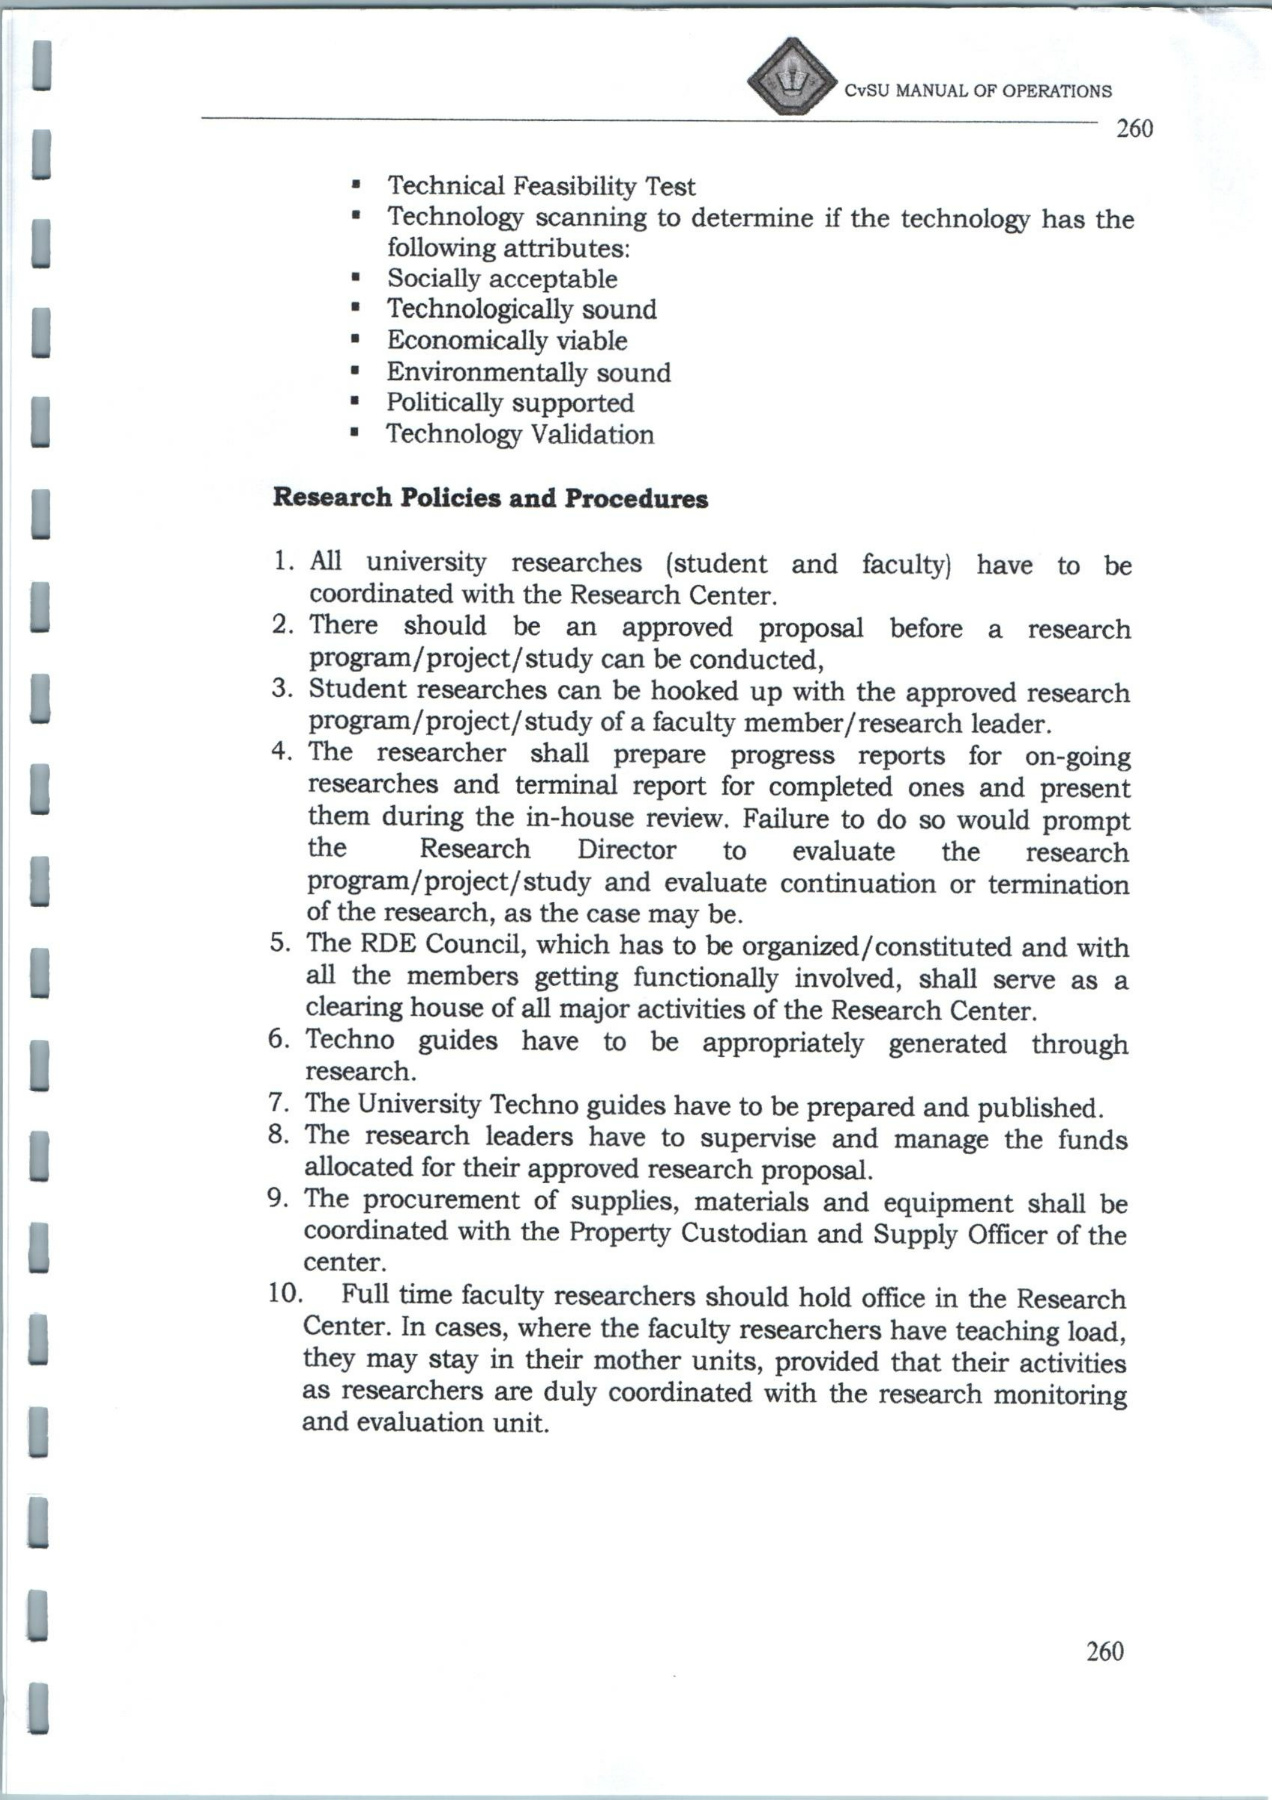 CvSU MANUAL OF OPERATIONS
260
▪ Technical Feasibility Test
▪ Technology scanning to determine if the technology has the
following attributes:
▪ Socially acceptable
▪ Technologically sound
▪ Economically viable
▪ Environmentally sound
▪ Politically supported
▪ Technology Validation
Research Policies and Procedures
1. All university researches (student and faculty) have to be
coordinated with the Research Center.
2. There should be an approved proposal before a research
program/project/study can be conducted,
3. Student researches can be hooked up with the approved research
program/project/study of a faculty member/research leader.
4. The researcher shall prepare progress reports for on-going
researches and terminal report for completed ones and present
them during the in-house review. Failure to do so would prompt
the Research Director to evaluate the research
program/project/study and evaluate continuation or termination
of the research, as the case may be.
5. The RDE Council, which has to be organized/constituted and with
all the members getting functionally involved, shall serve as a
clearing house of all major activities of the Research Center.
6. Techno guides have to be appropriately generated through
research.
7. The University Techno guides have to be prepared and published.
8. The research leaders have to supervise and manage the funds
allocated for their approved research proposal.
9. The procurement of supplies, materials and equipment shall be
coordinated with the Property Custodian and Supply Officer of the
center.
10. Full time faculty researchers should hold office in the Research
Center. In cases, where the faculty researchers have teaching load,
they may stay in their mother units, provided that their activities
as researchers are duly coordinated with the research monitoring
and evaluation unit.
260